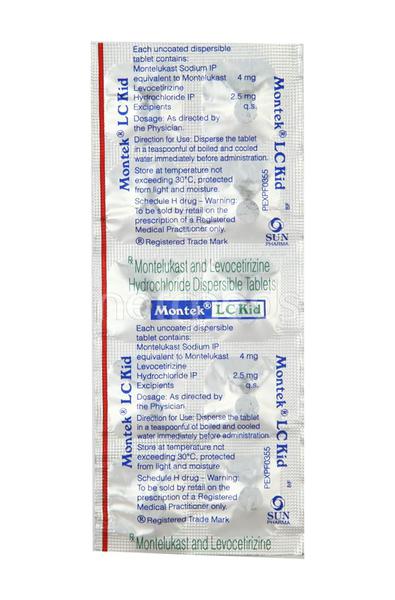 Each uncoated dispersible
tablet contains:
Montelukast Sodium IP
equivalent to Montelukast 4 mg
Levocetirizine
Hydrochloride IP 2.5 mg
Excipients q.s.
Dosage: As directed by
the Physician.
Direction for Use: Disperse the tablet
in a teaspoonful of boiled and cooled
water immediately before administration.
Store at temperature not
exceeding 30°C, protected
from light and moisture.
Schedule H drug – Warning:
To be sold by retail on the
prescription of a Registered
Medical Practitioner only.
® Registered Trade Mark
Montek® LC Kid
Montek® LC Kid
SUN
PHARMA
Rx Montelukast and Levocetirizine
Hydrochloride Dispersible Tablets
Montek® LC Kid
Each uncoated dispersible
tablet contains:
Montelukast Sodium IP
equivalent to Montelukast 4 mg
Levocetirizine
Hydrochloride IP 2.5 mg
Excipients q.s.
Dosage: As directed by
the Physician.
Direction for Use: Disperse the tablet
in a teaspoonful of boiled and cooled
water immediately before administration.
Store at temperature not
exceeding 30°C, protected
from light and moisture.
Schedule H drug – Warning:
To be sold by retail on the
prescription of a Registered
Medical Practitioner only.
® Registered Trade Mark
Montek® LC Kid
Montek® LC Kid
SUN
PHARMA
Rx Montelukast and Levocetirizine